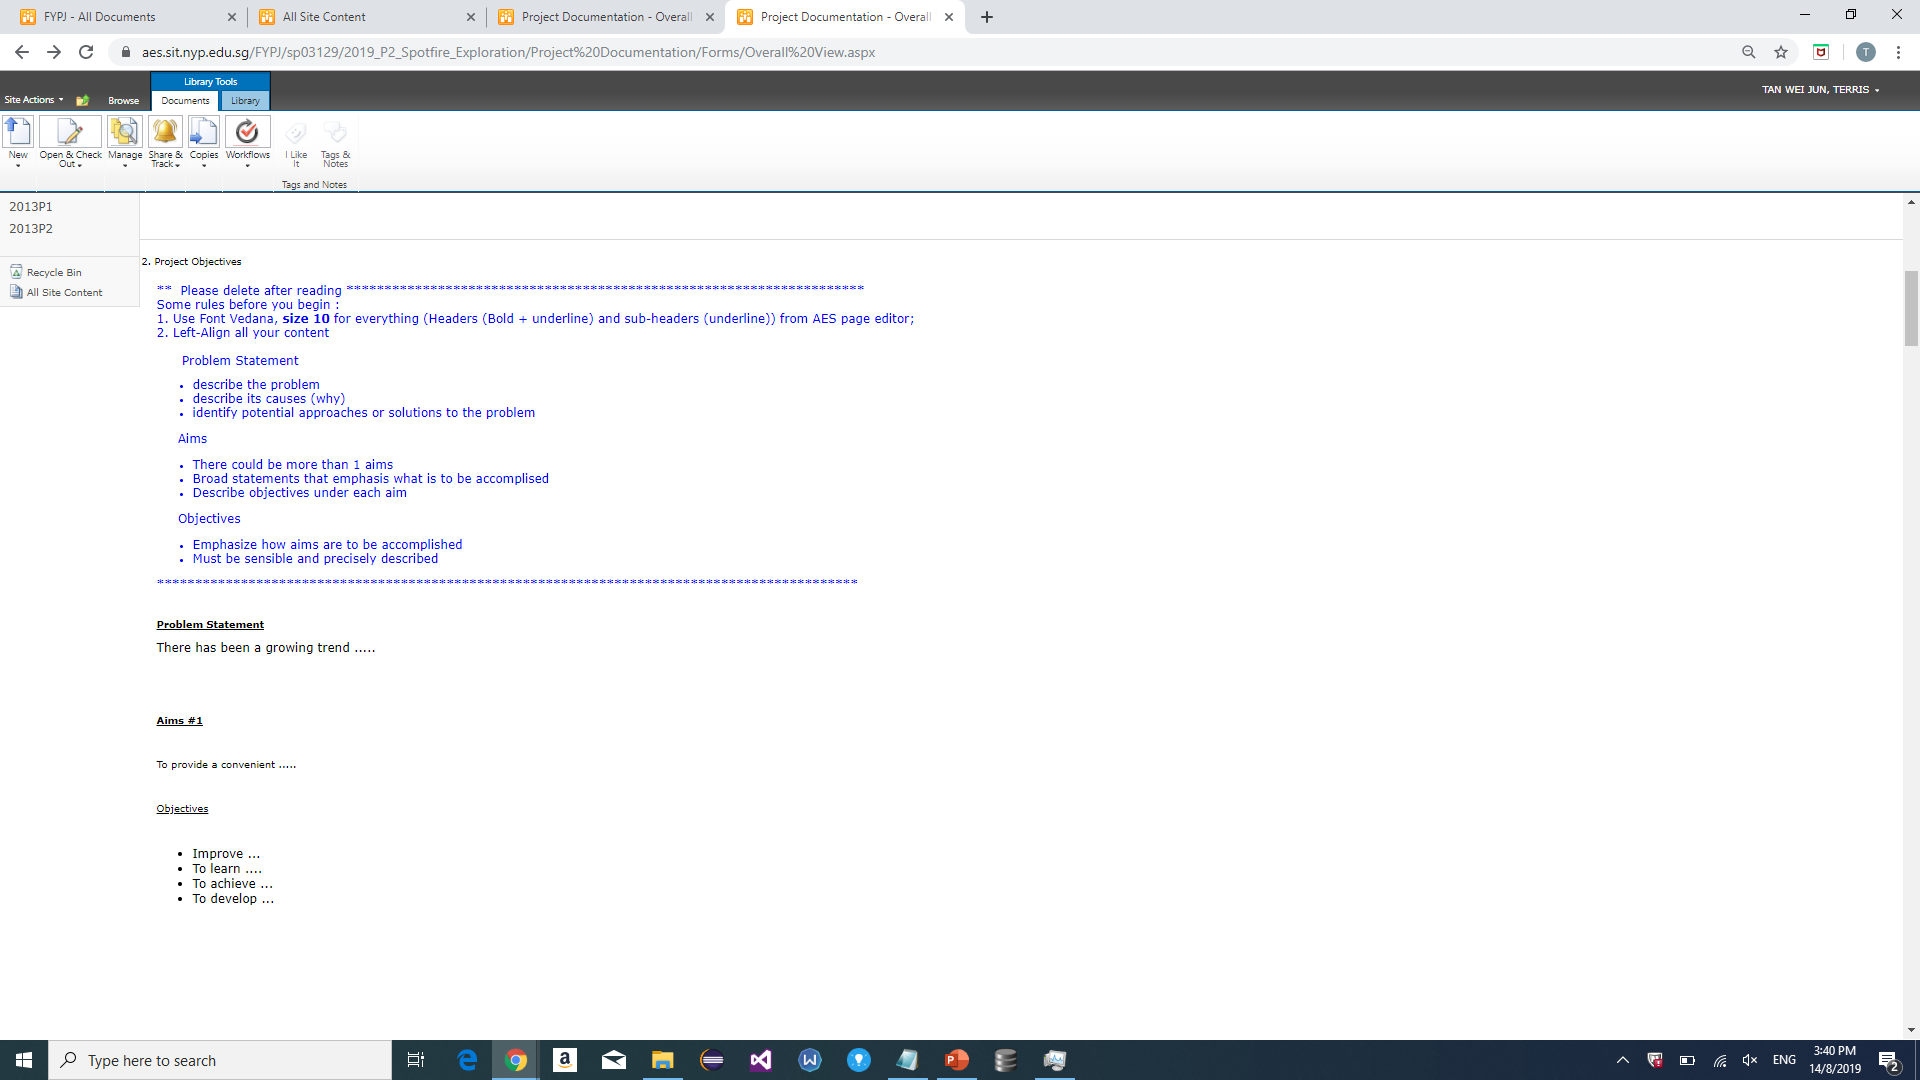 FYPJ - All Documents
All Site Content
Project Documentation - Overall
Project Documentation - Overall
aes.sit.nyp.edu.sg/FYPJ/sp03129/2019_P2_Spotfire_Exploration/Project%20Documentation/Forms/Overall%20View.aspx
T
Library Tools
Site Actions Browse Documents Library
TAN WEI JUN, TERRIS
New
Open & Check Out
Manage
Share & Track
Copies
Workflows
I Like It
Tags & Notes
Tags and Notes
2013P1
2013P2
Recycle Bin
All Site Content
2. Project Objectives
** Please delete after reading **********************************************************************
Some rules before you begin :
1. Use Font Vedana, size 10 for everything (Headers (Bold + underline) and sub-headers (underline)) from AES page editor;
2. Left-Align all your content
Problem Statement
• describe the problem
• describe its causes (why)
• identify potential approaches or solutions to the problem
Aims
• There could be more than 1 aims
• Broad statements that emphasis what is to be accomplised
• Describe objectives under each aim
Objectives
• Emphasize how aims are to be accomplished
• Must be sensible and precisely described
***********************************************************************************************
Problem Statement
There has been a growing trend .....
Aims #1
To provide a convenient .....
Objectives
• Improve ...
• To learn ....
• To achieve ...
• To develop ...
Type here to search
ENG
3:40 PM
14/8/2019
2